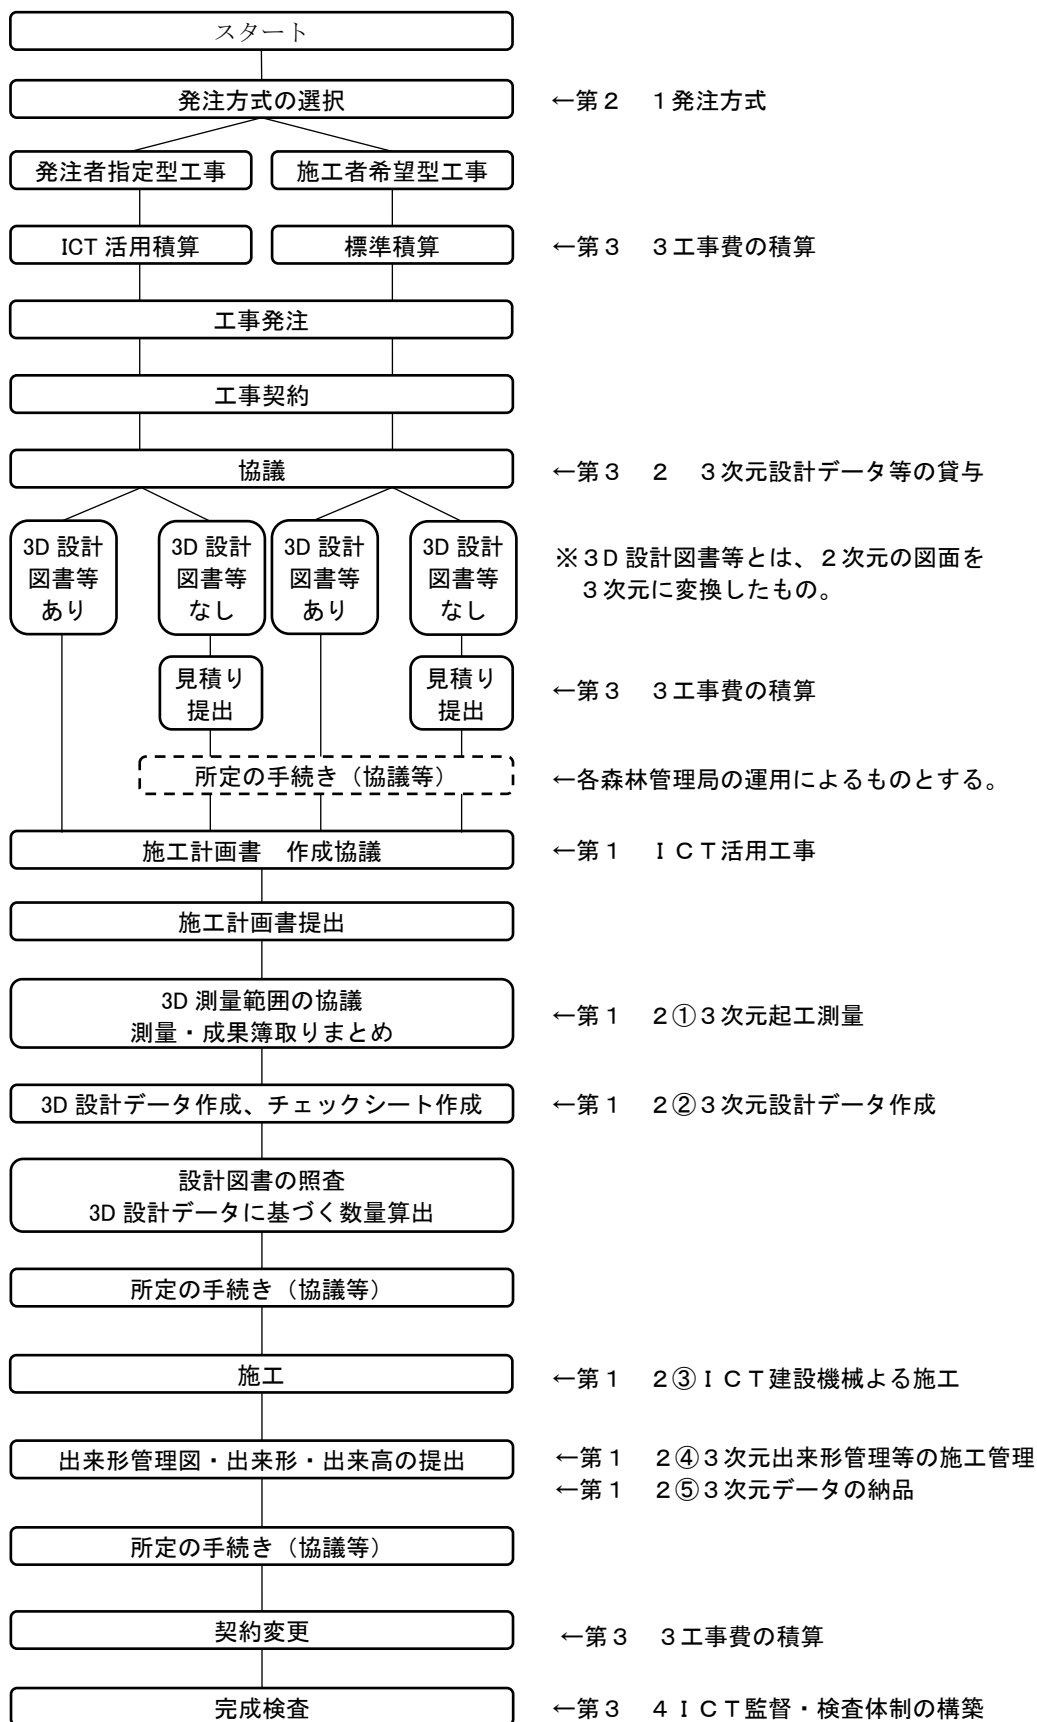 スタート
発注方式の選択
←第２　１発注方式
発注者指定型工事
施工者希望型工事
ICT 活用積算
標準積算
←第３　３工事費の積算
工事発注
工事契約
協議
←第３　２　３次元設計データ等の貸与
3D 設計
図書等
あり
3D 設計
図書等
なし
3D 設計
図書等
あり
3D 設計
図書等
なし
※３D 設計図書等とは、２次元の図面を
３次元に変換したもの。
見積り
提出
見積り
提出
←第３　３工事費の積算
所定の手続き（協議等）
←各森林管理局の運用によるものとする。
施工計画書　作成協議
←第１　ＩＣＴ活用工事
施工計画書提出
3D 測量範囲の協議
測量・成果簿取りまとめ
←第１　２①３次元起工測量
3D 設計データ作成、チェックシート作成
←第１　２②３次元設計データ作成
設計図書の照査
3D 設計データに基づく数量算出
所定の手続き（協議等）
施工
←第１　２③ＩＣＴ建設機械よる施工
出来形管理図・出来形・出来高の提出
←第１　２④３次元出来形管理等の施工管理
←第１　２⑤３次元データの納品
所定の手続き（協議等）
契約変更
←第３　３工事費の積算
完成検査
←第３　４ＩＣＴ監督・検査体制の構築